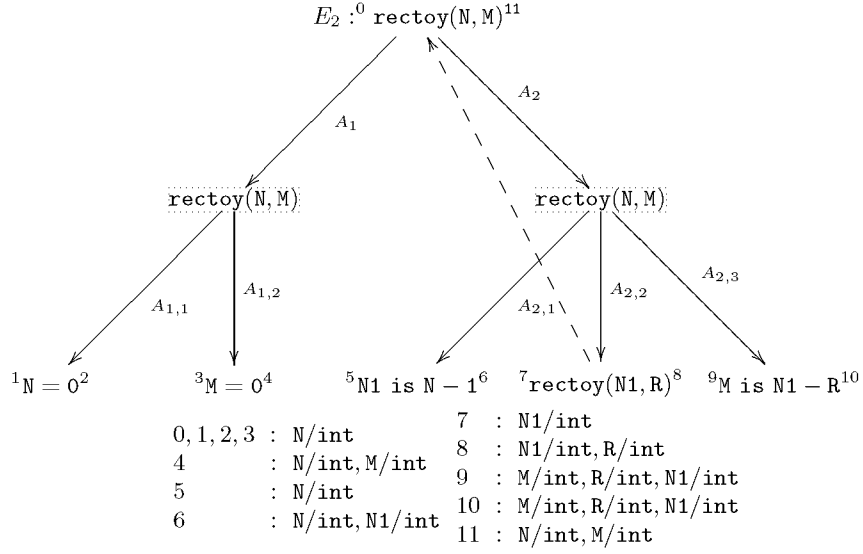 E₂ :⁰ rectoy(N, M)¹¹
A₁
A₂
rectoy(N, M)
rectoy(N, M)
A₁,₁
A₁,₂
A₂,₁
A₂,₂
A₂,₃
¹N = 0²
³M = 0⁴
⁵N1 is N − 1⁶
⁷rectoy(N1, R)⁸
⁹M is N1 − R¹⁰
0, 1, 2, 3 : N/int
4 : N/int, M/int
5 : N/int
6 : N/int, N1/int
7 : N1/int
8 : N1/int, R/int
9 : M/int, R/int, N1/int
10 : M/int, R/int, N1/int
11 : N/int, M/int